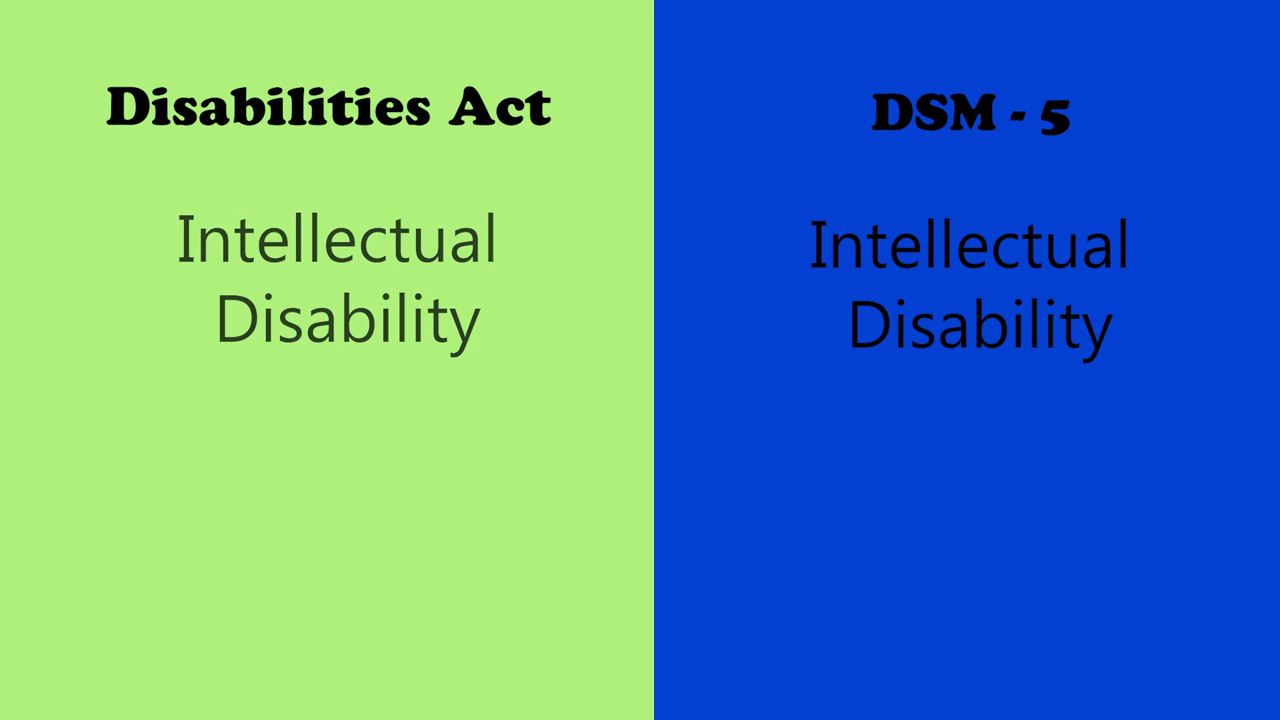 Disabilities Act
Intellectual
Disability
DSM - 5
Intellectual
Disability